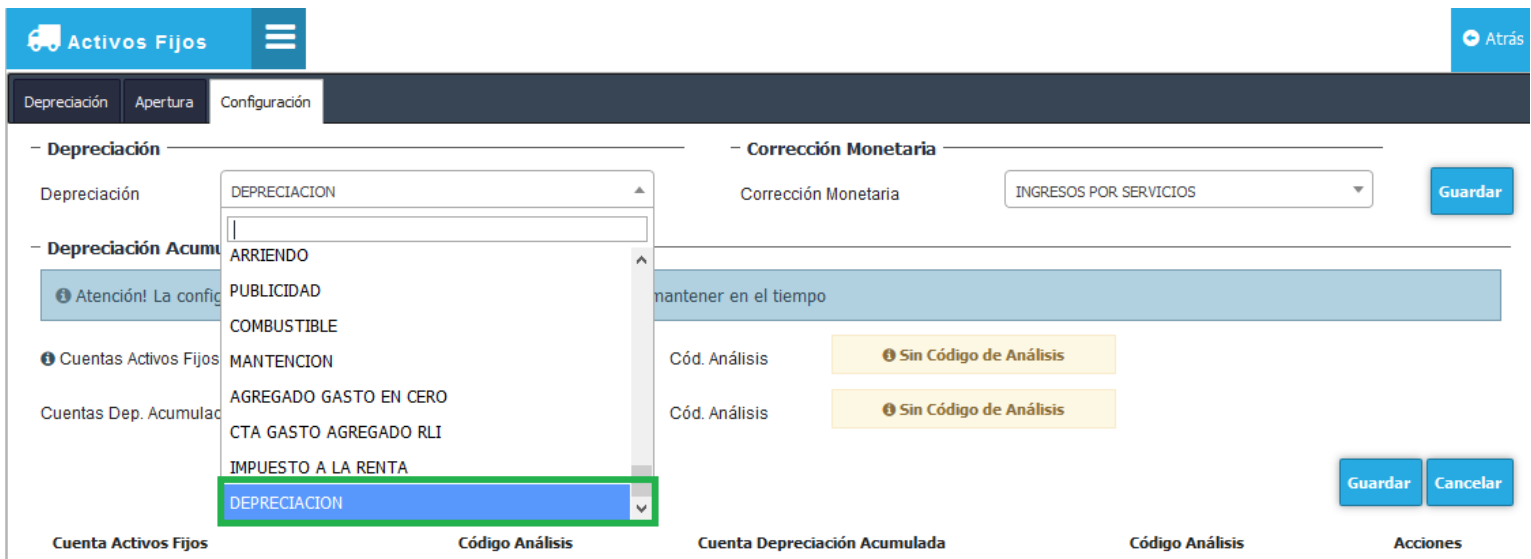 Activos Fijos
Atrás
Depreciación Apertura Configuración
Depreciación
Corrección Monetaria
Depreciación DEPRECIACION
Corrección Monetaria INGRESOS POR SERVICIOS Guardar
Depreciación Acumu
ARRIENDO
Atención! La config
PUBLICIDAD
mantener en el tiempo
COMBUSTIBLE
Cuentas Activos Fijos
MANTENCION
Cód. Análisis Sin Código de Análisis
AGREGADO GASTO EN CERO
Cuentas Dep. Acumulac
Cód. Análisis Sin Código de Análisis
CTA GASTO AGREGADO RLI
IMPUESTO A LA RENTA
DEPRECIACION
Guardar Cancelar
Cuenta Activos Fijos Código Análisis Cuenta Depreciación Acumulada Código Análisis Acciones